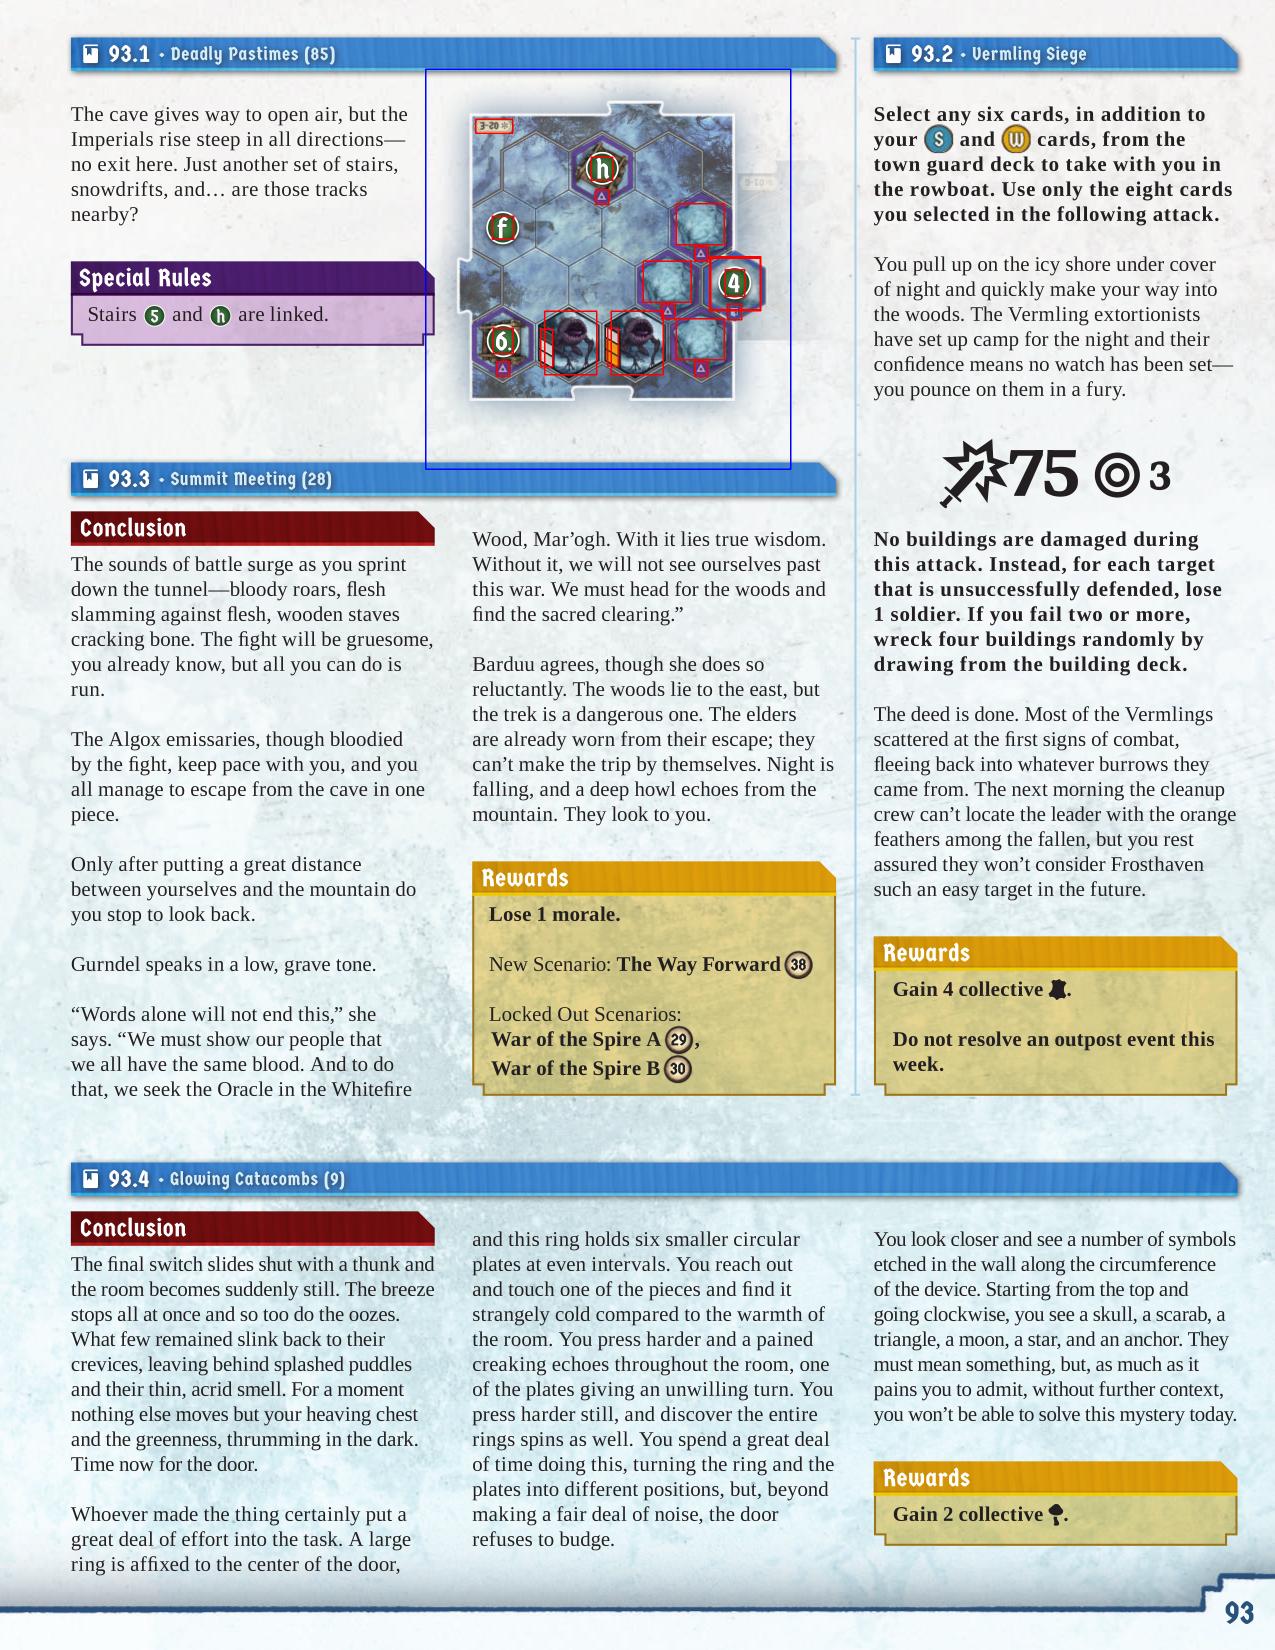 93.1 • Deadly Pastimes (85)
The cave gives way to open air, but the
Imperials rise steep in all directions—
no exit here. Just another set of stairs,
snowdrifts, and… are those tracks
nearby?
Special Rules
Stairs 5 and h are linked.
02-E
h
f
4
6.
93.2 • Vermling Siege
Select any six cards, in addition to
your S and W cards, from the
town guard deck to take with you in
the rowboat. Use only the eight cards
you selected in the following attack.
You pull up on the icy shore under cover
of night and quickly make your way into
the woods. The Vermling extortionists
have set up camp for the night and their
confidence means no watch has been set—
you pounce on them in a fury.
75 3
No buildings are damaged during
this attack. Instead, for each target
that is unsuccessfully defended, lose
1 soldier. If you fail two or more,
wreck four buildings randomly by
drawing from the building deck.
The deed is done. Most of the Vermlings
scattered at the first signs of combat,
fleeing back into whatever burrows they
came from. The next morning the cleanup
crew can’t locate the leader with the orange
feathers among the fallen, but you rest
assured they won’t consider Frosthaven
such an easy target in the future.
Rewards
Gain 4 collective .
Do not resolve an outpost event this
week.
93.3 • Summit Meeting (28)
Conclusion
The sounds of battle surge as you sprint
down the tunnel—bloody roars, flesh
slamming against flesh, wooden staves
cracking bone. The fight will be gruesome,
you already know, but all you can do is
run.
The Algox emissaries, though bloodied
by the fight, keep pace with you, and you
all manage to escape from the cave in one
piece.
Only after putting a great distance
between yourselves and the mountain do
you stop to look back.
Gurndel speaks in a low, grave tone.
“Words alone will not end this,” she
says. “We must show our people that
we all have the same blood. And to do
that, we seek the Oracle in the Whitefire
Wood, Mar’ogh. With it lies true wisdom.
Without it, we will not see ourselves past
this war. We must head for the woods and
find the sacred clearing.”
Barduu agrees, though she does so
reluctantly. The woods lie to the east, but
the trek is a dangerous one. The elders
are already worn from their escape; they
can’t make the trip by themselves. Night is
falling, and a deep howl echoes from the
mountain. They look to you.
Rewards
Lose 1 morale.
New Scenario: The Way Forward 38
Locked Out Scenarios:
War of the Spire A 29,
War of the Spire B 30
93.4 • Glowing Catacombs (9)
Conclusion
The final switch slides shut with a thunk and
the room becomes suddenly still. The breeze
stops all at once and so too do the oozes.
What few remained slink back to their
crevices, leaving behind splashed puddles
and their thin, acrid smell. For a moment
nothing else moves but your heaving chest
and the greenness, thrumming in the dark.
Time now for the door.
Whoever made the thing certainly put a
great deal of effort into the task. A large
ring is affixed to the center of the door,
and this ring holds six smaller circular
plates at even intervals. You reach out
and touch one of the pieces and find it
strangely cold compared to the warmth of
the room. You press harder and a pained
creaking echoes throughout the room, one
of the plates giving an unwilling turn. You
press harder still, and discover the entire
rings spins as well. You spend a great deal
of time doing this, turning the ring and the
plates into different positions, but, beyond
making a fair deal of noise, the door
refuses to budge.
You look closer and see a number of symbols
etched in the wall along the circumference
of the device. Starting from the top and
going clockwise, you see a skull, a scarab, a
triangle, a moon, a star, and an anchor. They
must mean something, but, as much as it
pains you to admit, without further context,
you won’t be able to solve this mystery today.
Rewards
Gain 2 collective .
93